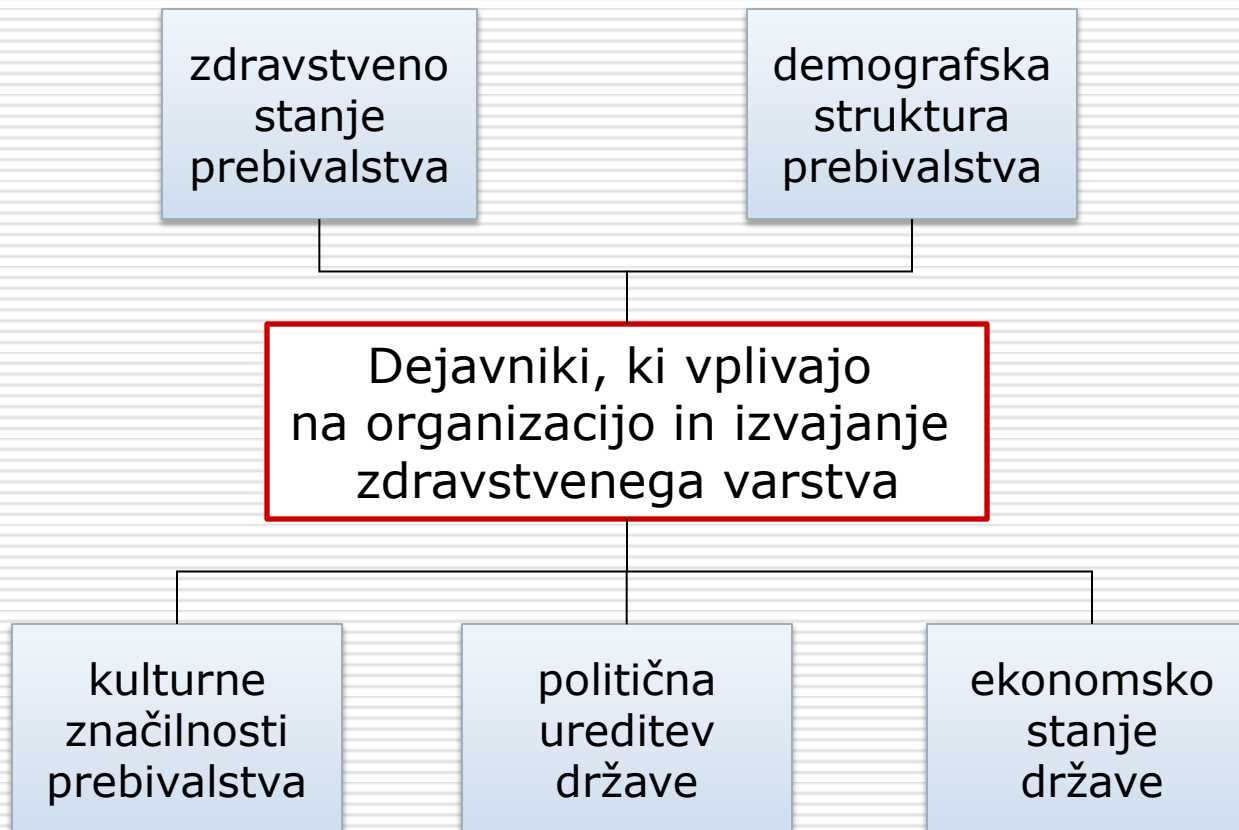 zdravstveno
stanje
prebivalstva
demografska
struktura
prebivalstva
Dejavniki, ki vplivajo
na organizacijo in izvajanje
zdravstvenega varstva
kulturne
značilnosti
prebivalstva
politična
ureditev
države
ekonomsko
stanje
države